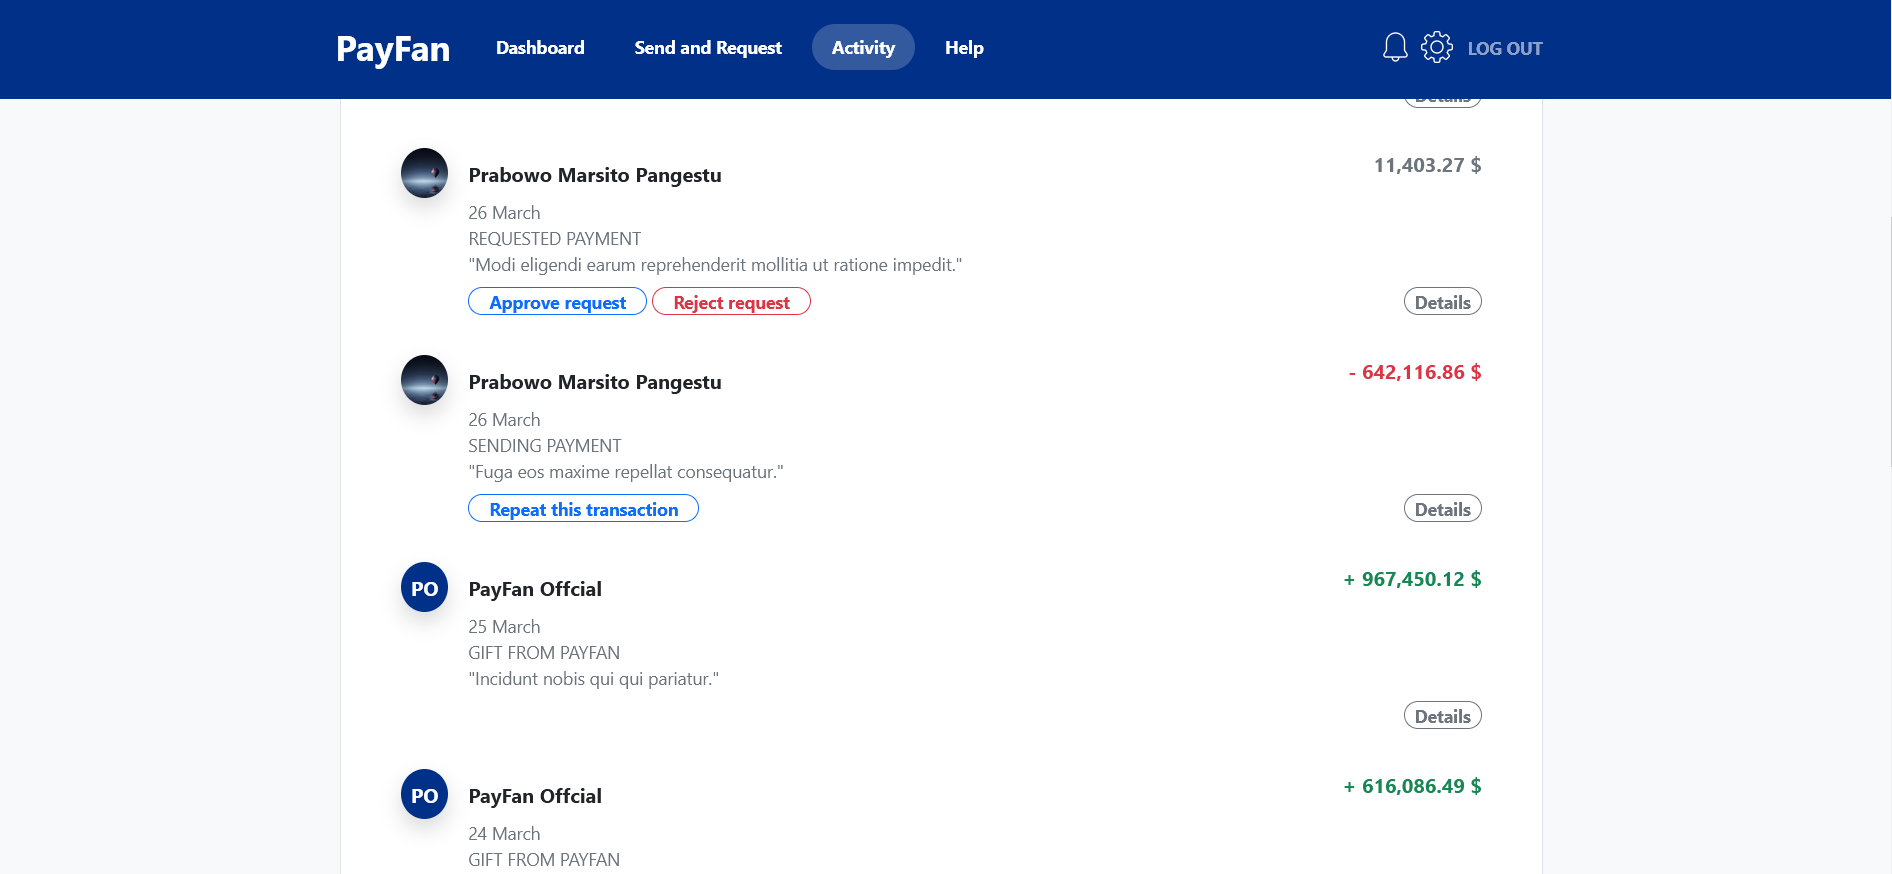 PayFan Dashboard Send and Request Activity Help LOG OUT
Details
Prabowo Marsito Pangestu 11,403.27 $
26 March
REQUESTED PAYMENT
"Modi eligendi earum reprehenderit mollitia ut ratione impedit."
Approve request Reject request Details
Prabowo Marsito Pangestu - 642,116.86 $
26 March
SENDING PAYMENT
"Fuga eos maxime repellat consequatur."
Repeat this transaction Details
PO PayFan Offcial + 967,450.12 $
25 March
GIFT FROM PAYFAN
"Incidunt nobis qui qui pariatur."
Details
PO PayFan Offcial + 616,086.49 $
24 March
GIFT FROM PAYFAN